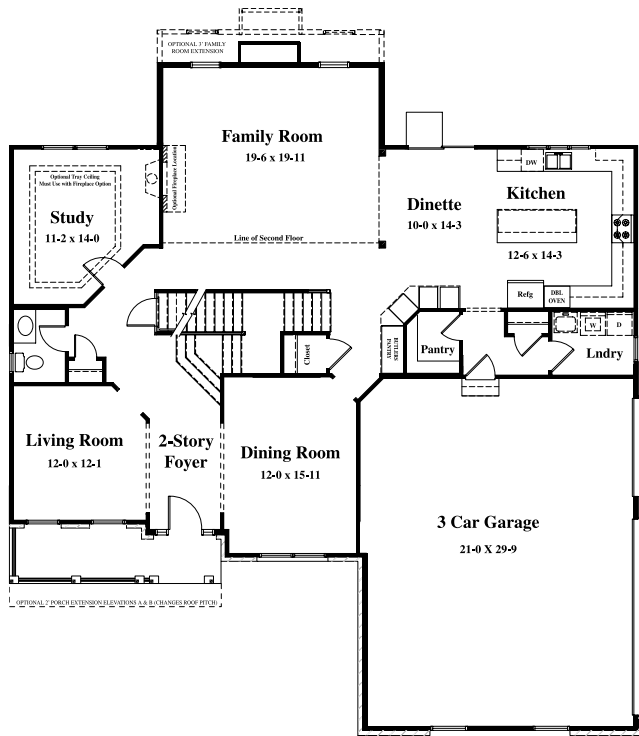 OPTIONAL 3' FAMILY
ROOM EXTENSION
Family Room
19-6 x 19-11
Optional Fireplace Location
Optional Tray Ceiling
Must Use with Fireplace Option
Study
11-2 x 14-0
Line of Second Floor
Dinette
10-0 x 14-3
DW
Kitchen
12-6 x 14-3
Refg
DBL
OVEN
Closet
BUTLERS
PANTRY
Pantry
W
D
Lndry
Living Room
12-0 x 12-1
2-Story
Foyer
Dining Room
12-0 x 15-11
3 Car Garage
21-0 X 29-9
OPTIONAL 2' PORCH EXTENSION ELEVATIONS A & B (CHANGES ROOF PITCH)